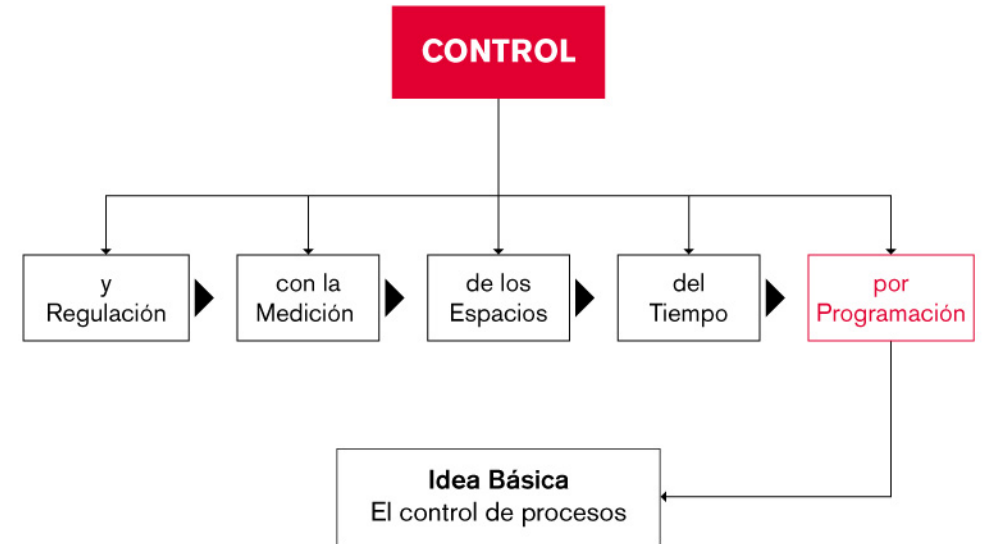 CONTROL
y
Regulación
con la
Medición
de los
Espacios
del
Tiempo
por
Programación
Idea Básica
El control de procesos